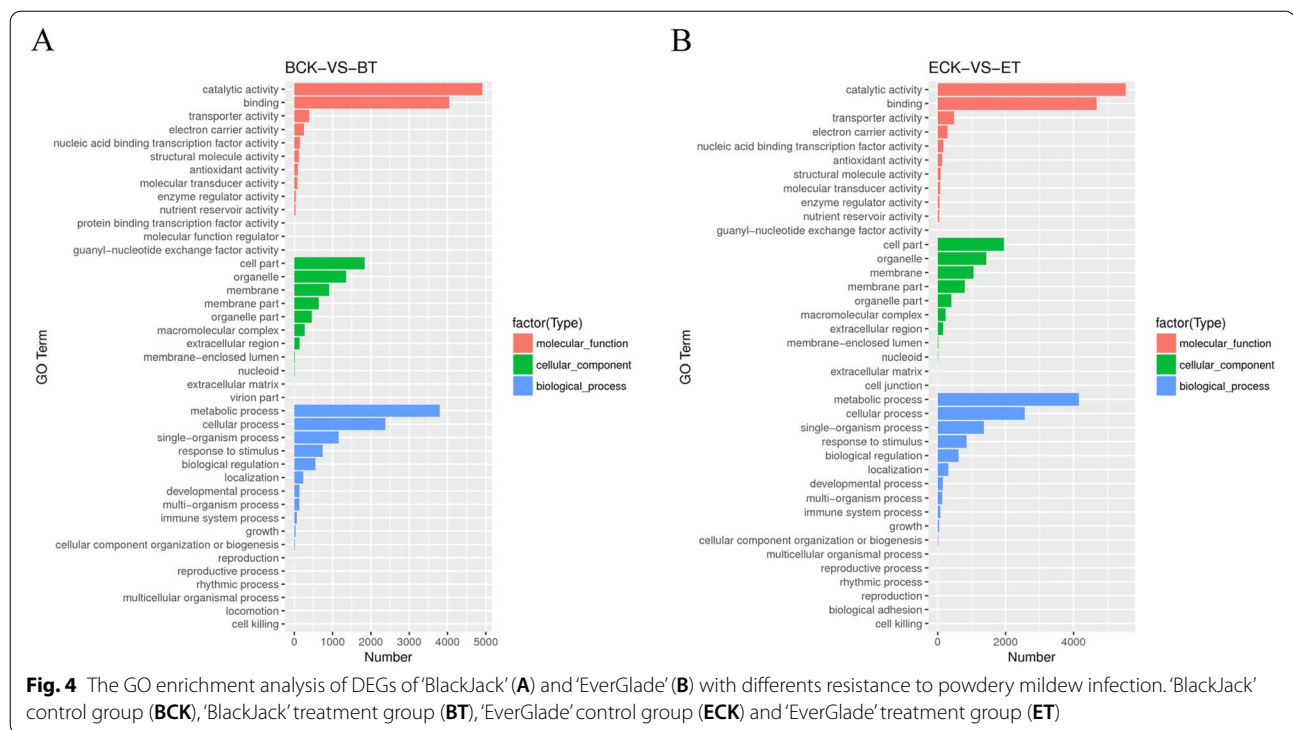 A
BCK-VS-BT
GO Term
catalytic activity
binding
transporter activity
electron carrier activity
nucleic acid binding transcription factor activity
structural molecule activity
antioxidant activity
molecular transducer activity
enzyme regulator activity
nutrient reservoir activity
protein binding transcription factor activity
molecular function regulator
guanyl-nucleotide exchange factor activity
cell part
organelle
membrane
membrane part
organelle part
macromolecular complex
extracellular region
membrane-enclosed lumen
nucleoid
extracellular matrix
virion part
metabolic process
cellular process
single-organism process
response to stimulus
biological regulation
localization
developmental process
multi-organism process
immune system process
growth
cellular component organization or biogenesis
reproduction
reproductive process
rhythmic process
multicellular organismal process
locomotion
cell killing
0 1000 2000 3000 4000 5000
Number
factor(Type)
molecular_function
cellular_component
biological_process
B
ECK-VS-ET
GO Term
catalytic activity
binding
transporter activity
electron carrier activity
nucleic acid binding transcription factor activity
antioxidant activity
structural molecule activity
molecular transducer activity
enzyme regulator activity
nutrient reservoir activity
guanyl-nucleotide exchange factor activity
cell part
organelle
membrane
membrane part
organelle part
macromolecular complex
extracellular region
membrane-enclosed lumen
nucleoid
extracellular matrix
cell junction
metabolic process
cellular process
single-organism process
response to stimulus
biological regulation
localization
developmental process
multi-organism process
immune system process
growth
cellular component organization or biogenesis
multicellular organismal process
reproductive process
rhythmic process
reproduction
biological adhesion
cell killing
0 2000 4000
Number
factor(Type)
molecular_function
cellular_component
biological_process
Fig. 4 The GO enrichment analysis of DEGs of 'BlackJack' (A) and 'EverGlade' (B) with differents resistance to powdery mildew infection. 'BlackJack'
control group (BCK), 'BlackJack' treatment group (BT), 'EverGlade' control group (ECK) and 'EverGlade' treatment group (ET)